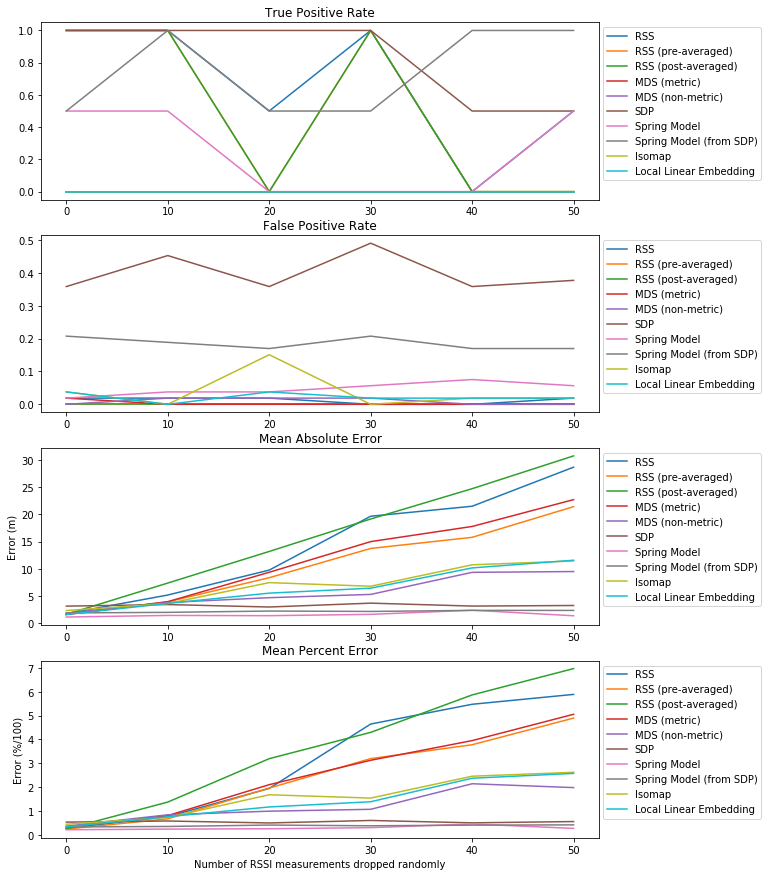 True Positive Rate
1.0
0.8
0.6
0.4
0.2
0.0
0 10 20 30 40 50
RSS
RSS (pre-averaged)
RSS (post-averaged)
MDS (metric)
MDS (non-metric)
SDP
Spring Model
Spring Model (from SDP)
Isomap
Local Linear Embedding
False Positive Rate
0.5
0.4
0.3
0.2
0.1
0.0
0 10 20 30 40 50
RSS
RSS (pre-averaged)
RSS (post-averaged)
MDS (metric)
MDS (non-metric)
SDP
Spring Model
Spring Model (from SDP)
Isomap
Local Linear Embedding
Mean Absolute Error
Error (m)
30
25
20
15
10
5
0
0 10 20 30 40 50
RSS
RSS (pre-averaged)
RSS (post-averaged)
MDS (metric)
MDS (non-metric)
SDP
Spring Model
Spring Model (from SDP)
Isomap
Local Linear Embedding
Mean Percent Error
Error (%/100)
7
6
5
4
3
2
1
0
0 10 20 30 40 50
Number of RSSI measurements dropped randomly
RSS
RSS (pre-averaged)
RSS (post-averaged)
MDS (metric)
MDS (non-metric)
SDP
Spring Model
Spring Model (from SDP)
Isomap
Local Linear Embedding